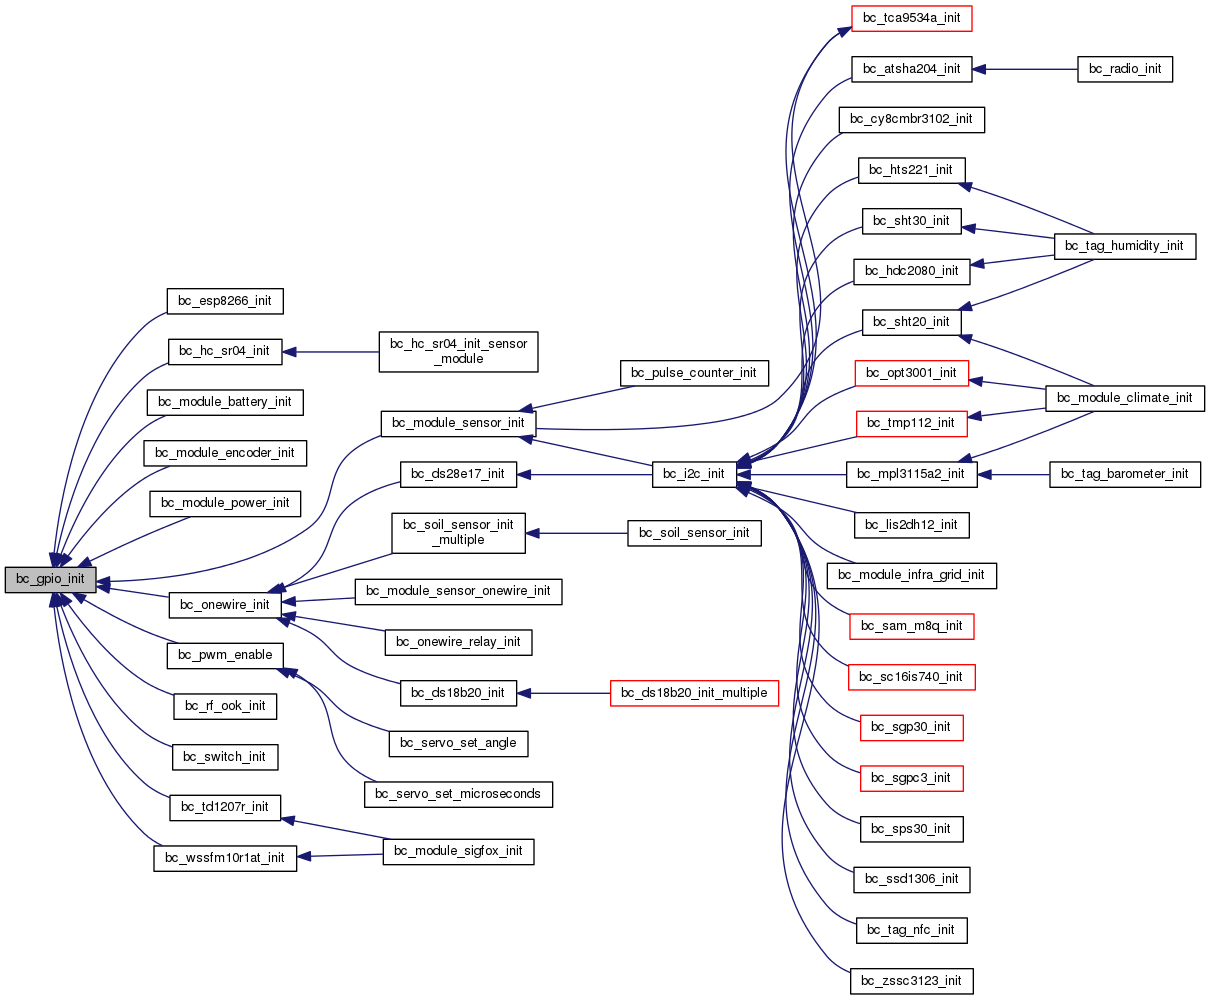 bc_tca9534a_init
bc_atsha204_init
bc_radio_init
bc_cy8cmbr3102_init
bc_hts221_init
bc_sht30_init
bc_tag_humidity_init
bc_hdc2080_init
bc_esp8266_init
bc_sht20_init
bc_hc_sr04_init
bc_hc_sr04_init_sensor
_module
bc_pulse_counter_init
bc_opt3001_init
bc_module_climate_init
bc_module_battery_init
bc_module_sensor_init
bc_tmp112_init
bc_module_encoder_init
bc_ds28e17_init
bc_i2c_init
bc_mpl3115a2_init
bc_tag_barometer_init
bc_module_power_init
bc_soil_sensor_init
_multiple
bc_soil_sensor_init
bc_lis2dh12_init
bc_gpio_init
bc_module_infra_grid_init
bc_onewire_init
bc_module_sensor_onewire_init
bc_sam_m8q_init
bc_onewire_relay_init
bc_pwm_enable
bc_sc16is740_init
bc_ds18b20_init
bc_ds18b20_init_multiple
bc_rf_ook_init
bc_sgp30_init
bc_servo_set_angle
bc_switch_init
bc_sgpc3_init
bc_servo_set_microseconds
bc_td1207r_init
bc_sps30_init
bc_module_sigfox_init
bc_wssfm10r1at_init
bc_ssd1306_init
bc_tag_nfc_init
bc_zssc3123_init